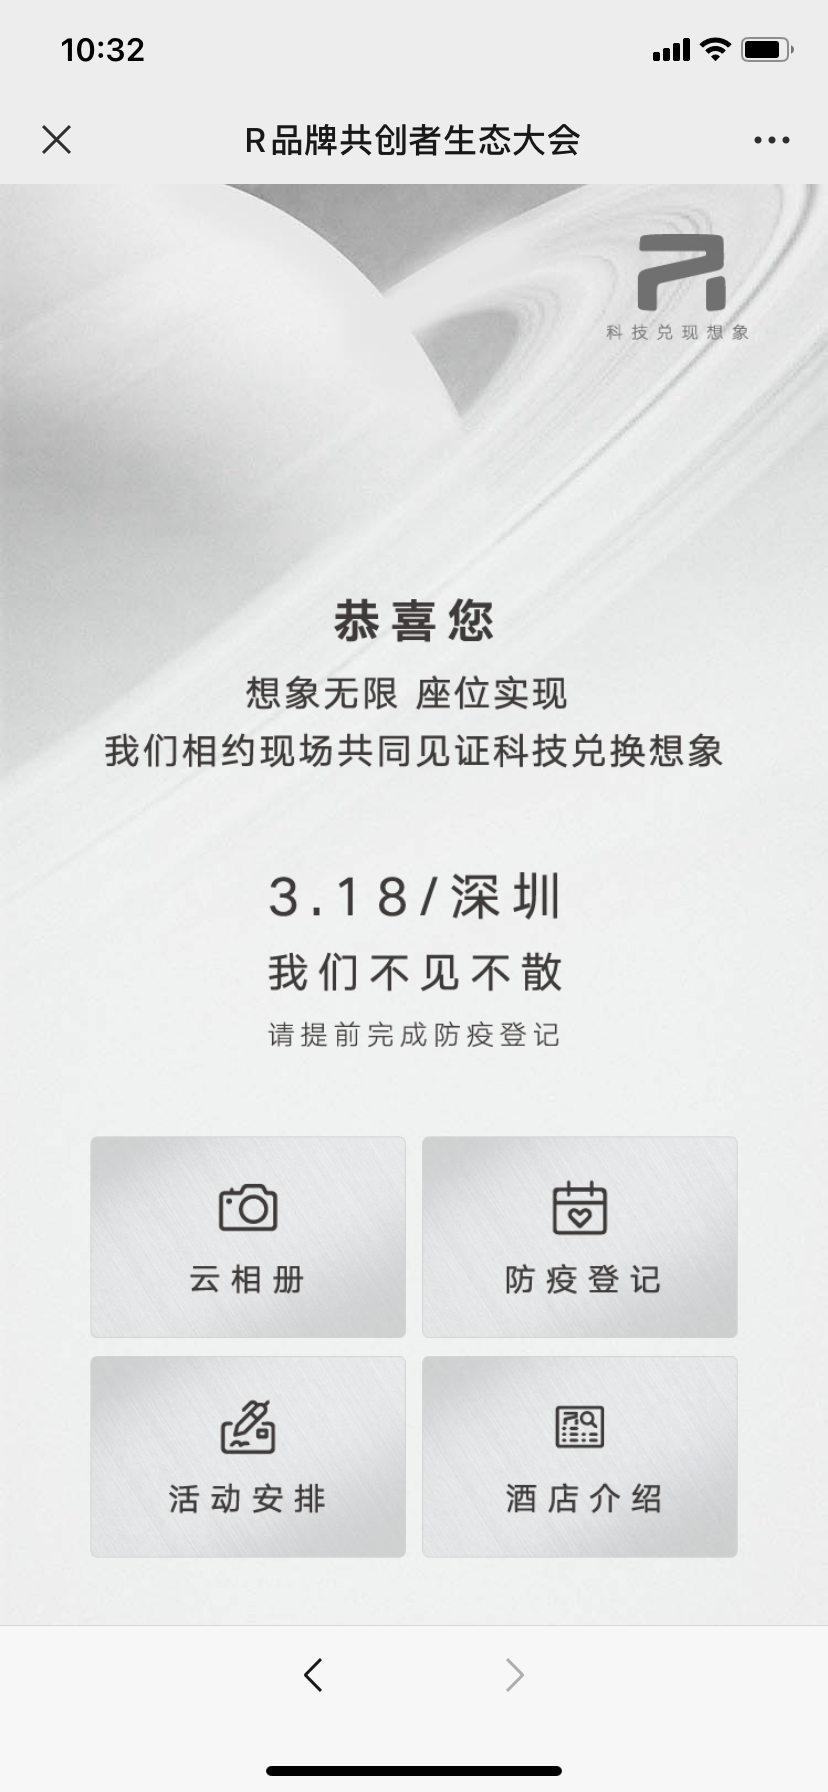 10:32
R品牌共创者生态大会
科技兑现想象
恭喜您
想象无限 座位实现
我们相约现场共同见证科技兑换想象
3.18/深圳
我们不见不散
请提前完成防疫登记
云相册
防疫登记
活动安排
酒店介绍